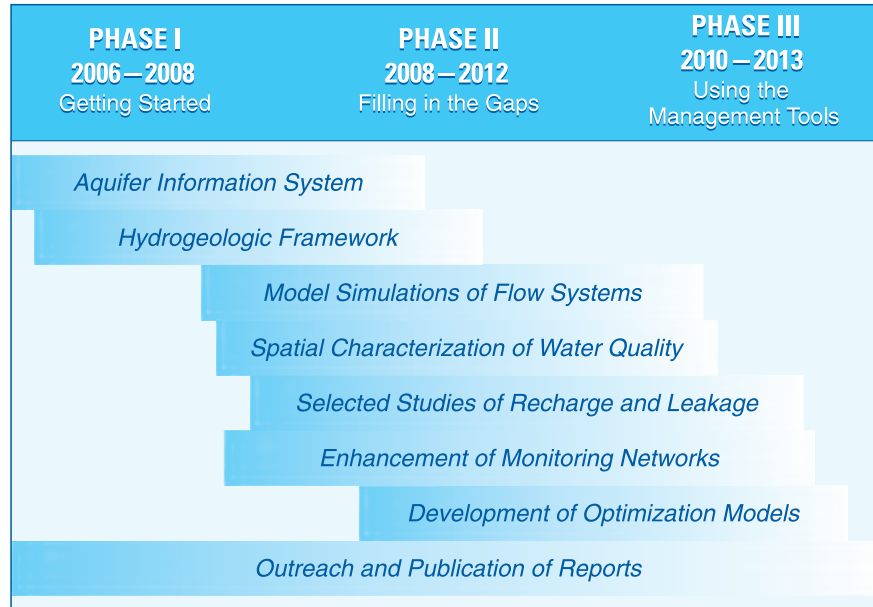 PHASE I
2006—2008
Getting Started
PHASE II
2008—2012
Filling in the Gaps
PHASE III
2010—2013
Using the
Management Tools
Aquifer Information System
Hydrogeologic Framework
Model Simulations of Flow Systems
Spatial Characterization of Water Quality
Selected Studies of Recharge and Leakage
Enhancement of Monitoring Networks
Development of Optimization Models
Outreach and Publication of Reports